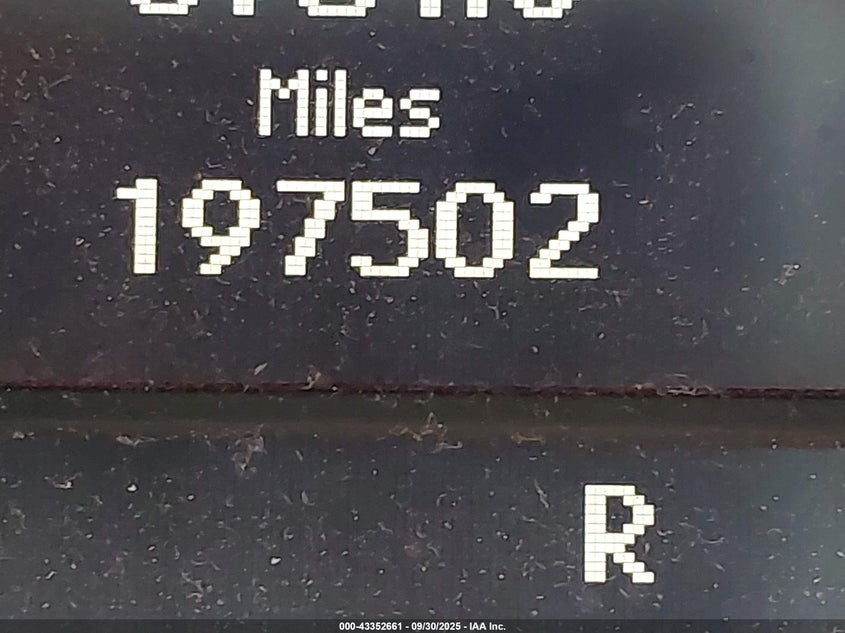 Miles
197502
R
000-43352661 - 09/30/2025 - IAA Inc.